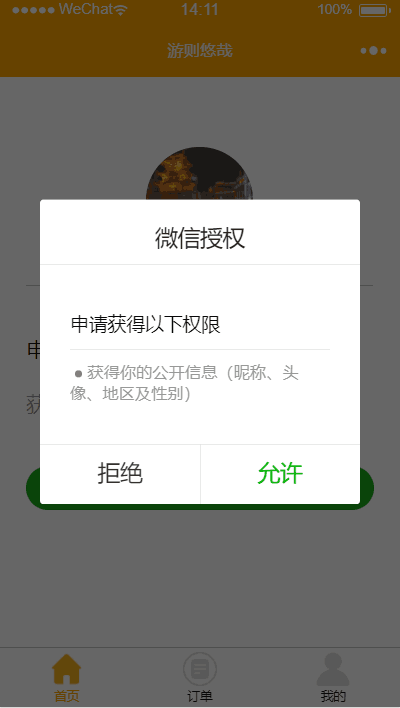 WeChat 14:11 100%
游则悠哉
微信授权
申请获得以下权限
申
获
•获得你的公开信息（昵称、头
像、地区及性别）
拒绝 允许
首页 订单 我的